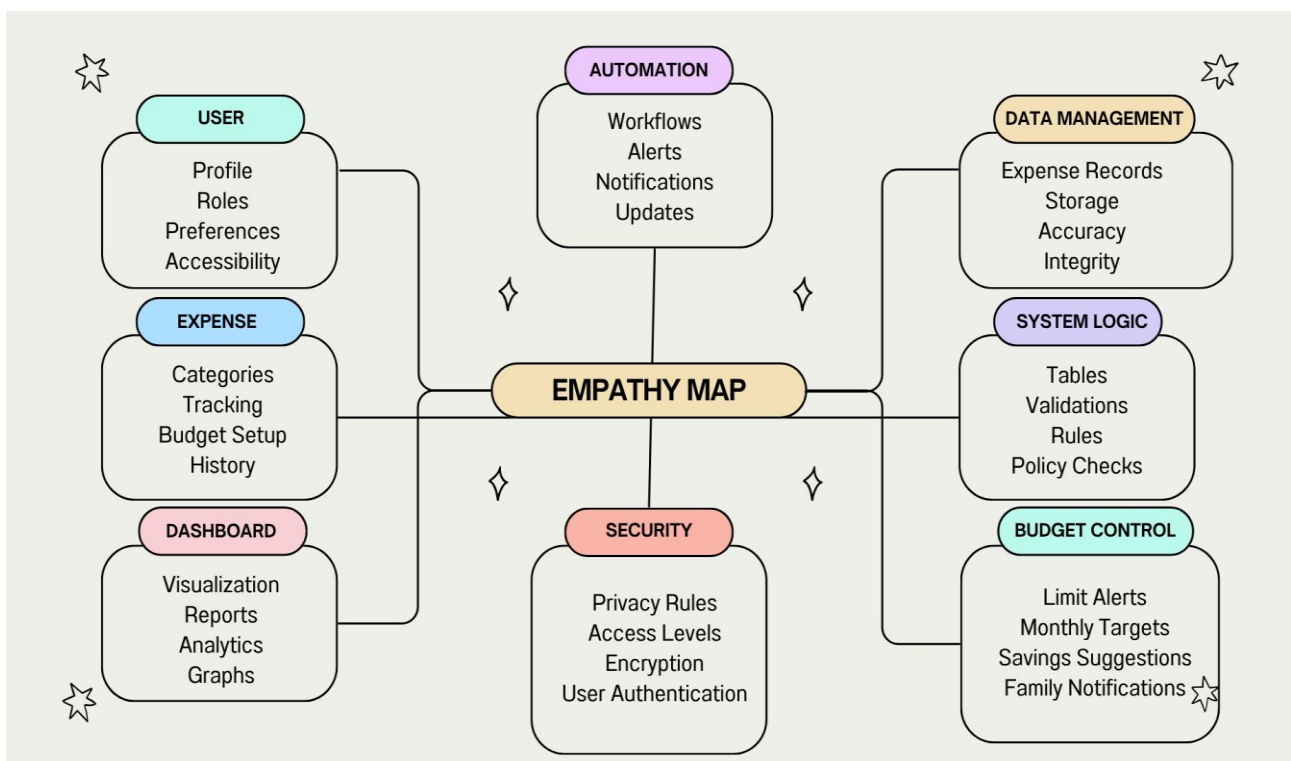 AUTOMATION
Workflows
Alerts
Notifications
Updates
USER
Profile
Roles
Preferences
Accessibility
DATA MANAGEMENT
Expense Records
Storage
Accuracy
Integrity
EXPENSE
Categories
Tracking
Budget Setup
History
EMPATHY MAP
SYSTEM LOGIC
Tables
Validations
Rules
Policy Checks
DASHBOARD
Visualization
Reports
Analytics
Graphs
SECURITY
Privacy Rules
Access Levels
Encryption
User Authentication
BUDGET CONTROL
Limit Alerts
Monthly Targets
Savings Suggestions
Family Notifications